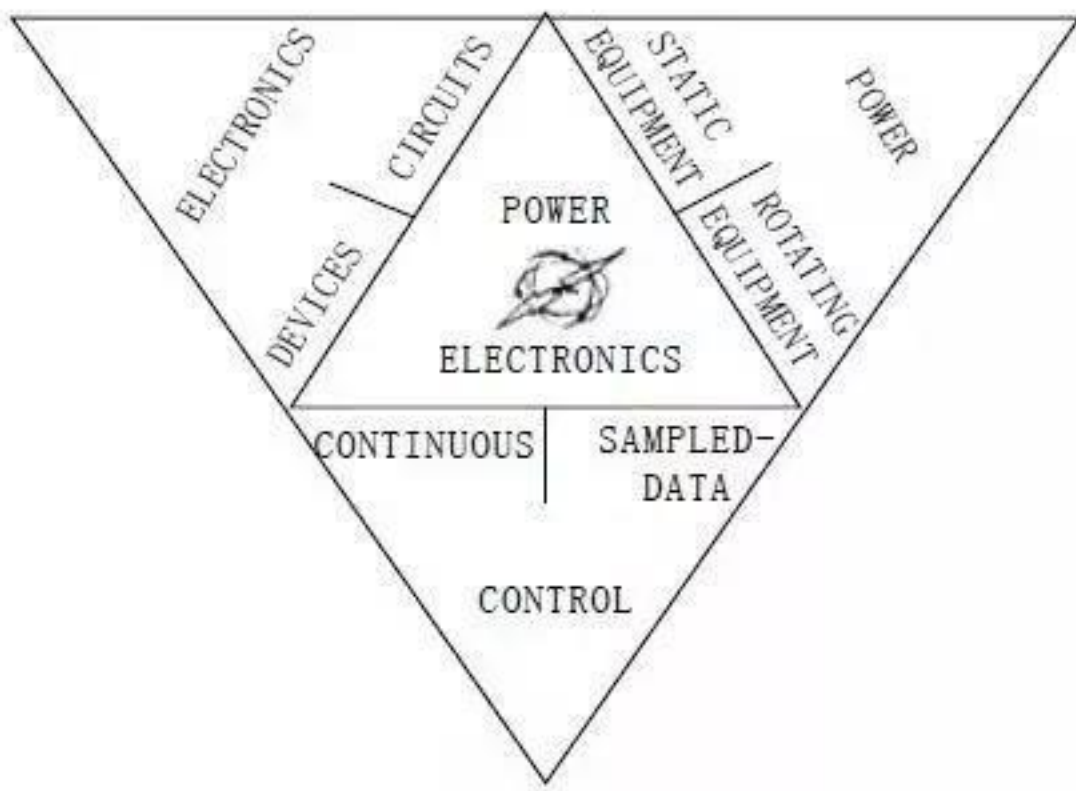 ELECTRONICS
CIRCUITS
DEVICES
STATIC
EQUIPMENT
POWER
ROTATING
EQUIPMENT
POWER
ELECTRONICS
CONTINUOUS
SAMPLED-
DATA
CONTROL